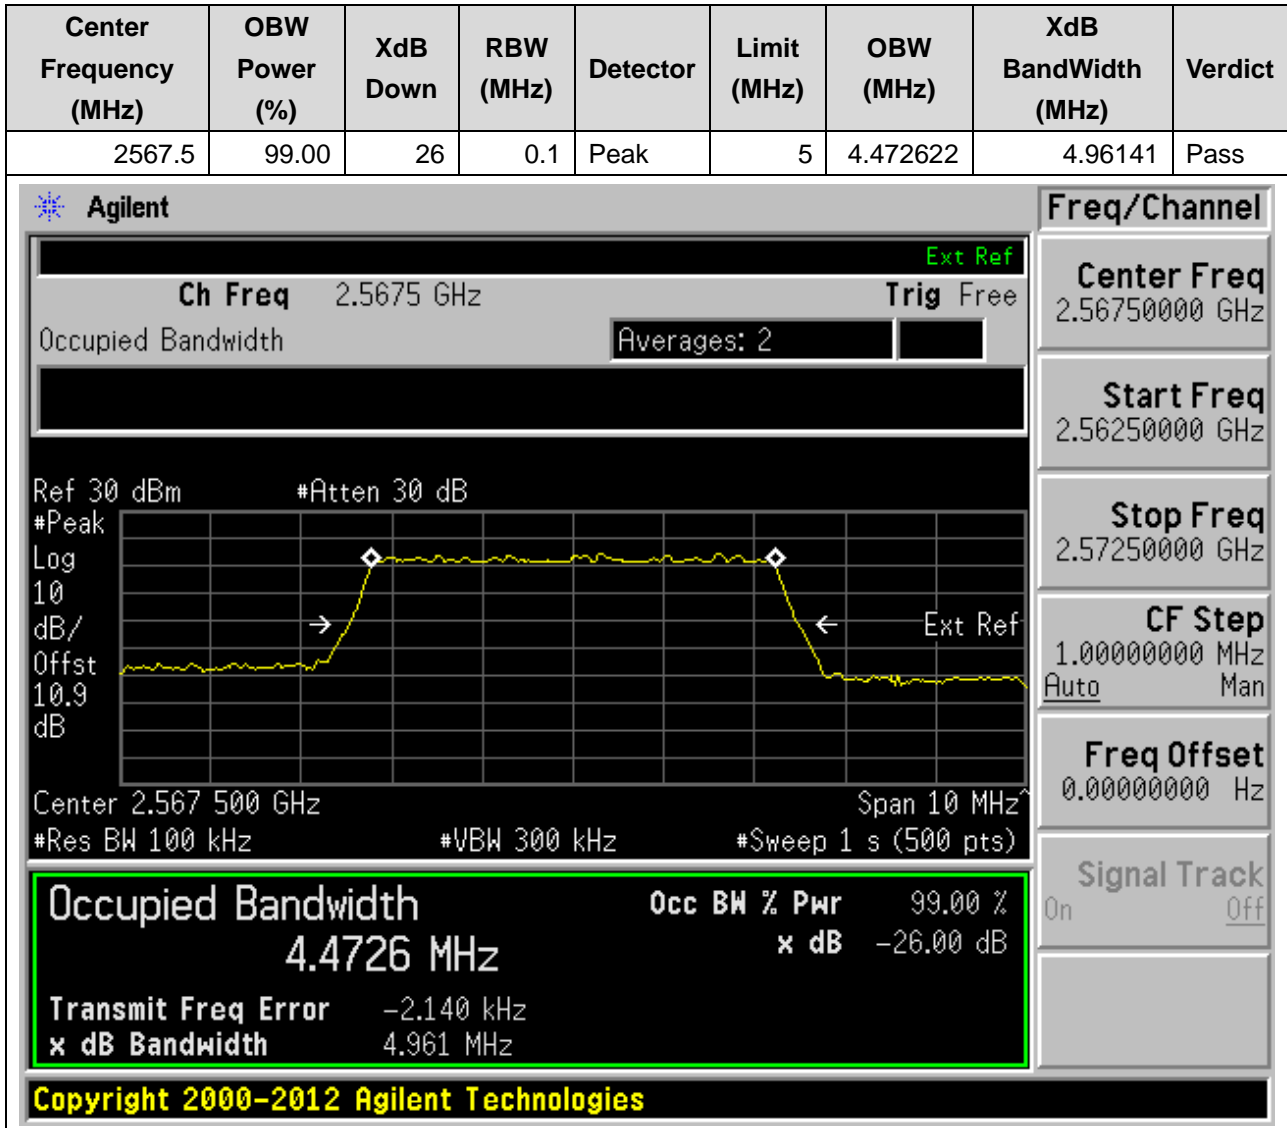 Center Frequency (MHz) OBW Power (%) XdB Down RBW (MHz) Detector Limit (MHz) OBW (MHz) XdB BandWidth (MHz) Verdict
2567.5 99.00 26 0.1 Peak 5 4.472622 4.96141 Pass
Agilent
Freq/Channel
Ext Ref
Ch Freq 2.5675 GHz Trig Free
Occupied Bandwidth Averages: 2
Ref 30 dBm #Atten 30 dB
#Peak
Log
10
dB/
Offst
10.9
dB
Ext Ref
Center 2.567 500 GHz Span 10 MHz^
#Res BW 100 kHz #VBW 300 kHz #Sweep 1 s (500 pts)
Occupied Bandwidth Occ BW % Pwr 99.00 %
4.4726 MHz x dB -26.00 dB
Transmit Freq Error -2.140 kHz
x dB Bandwidth 4.961 MHz
Center Freq
2.56750000 GHz
Start Freq
2.56250000 GHz
Stop Freq
2.57250000 GHz
CF Step
1.00000000 MHz
Auto Man
Freq Offset
0.00000000 Hz
Signal Track
On Off
Copyright 2000-2012 Agilent Technologies